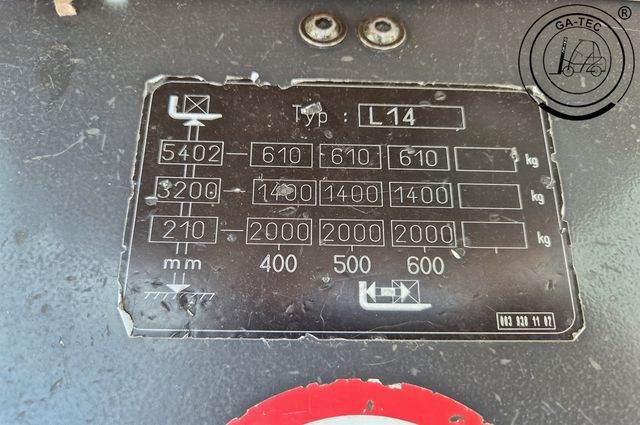 GA-TEC ®
Typ : L14
5402 610 610 610 kg
3200 1400 1400 1400 kg
210 2000 2000 2000 kg
mm 400 500 600
003 030 11 02